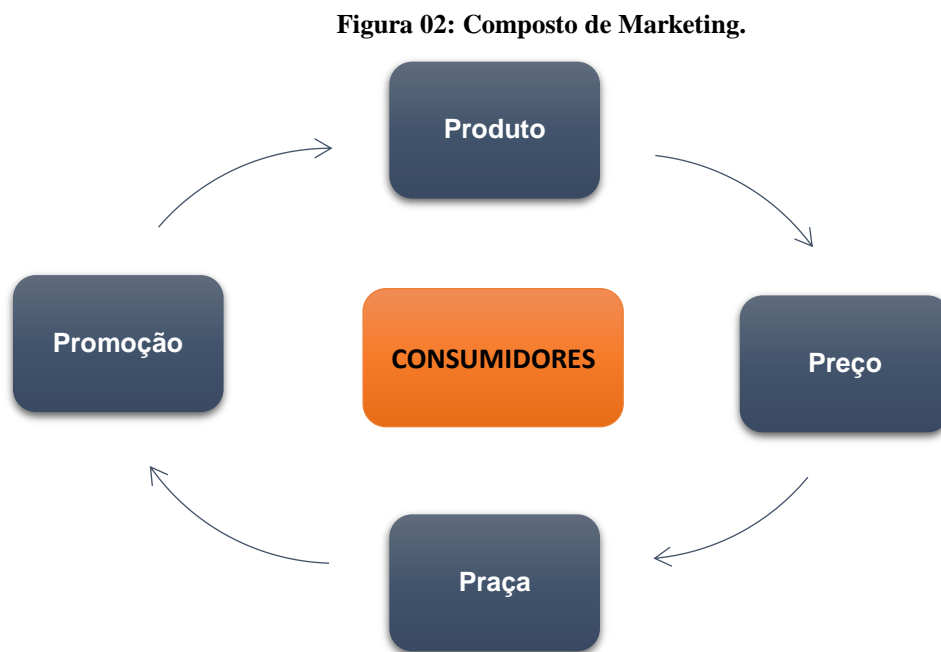 Figura 02: Composto de Marketing.
Produto
Promoção
CONSUMIDORES
Preço
Praça